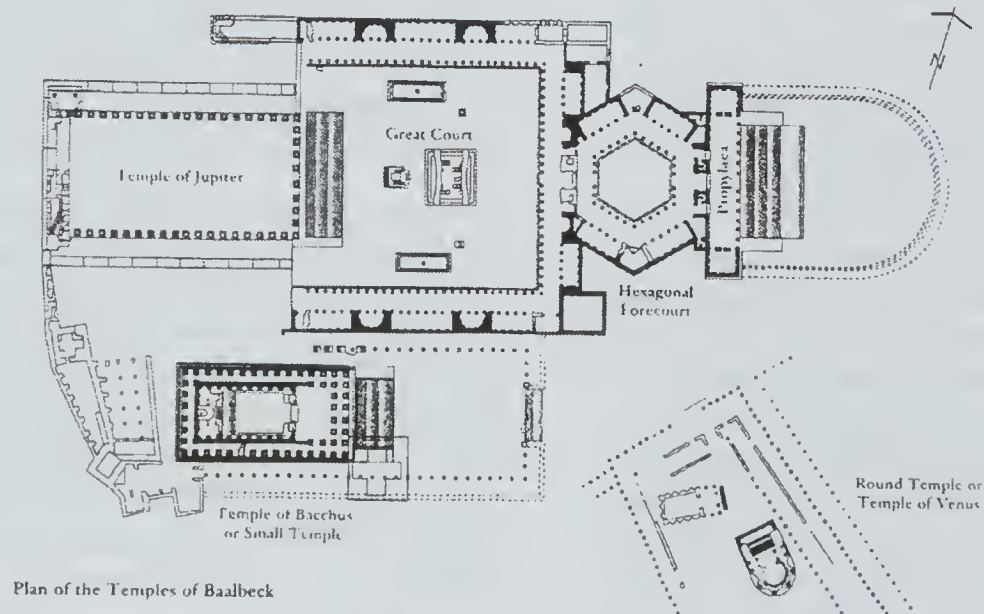 N
Great Court
Temple of Jupiter
Propylaea
Hexagonal
Forecourt
Round Temple or
Temple of Venus
Temple of Bacchus
or Small Temple
Plan of the Temples of Baalbeck